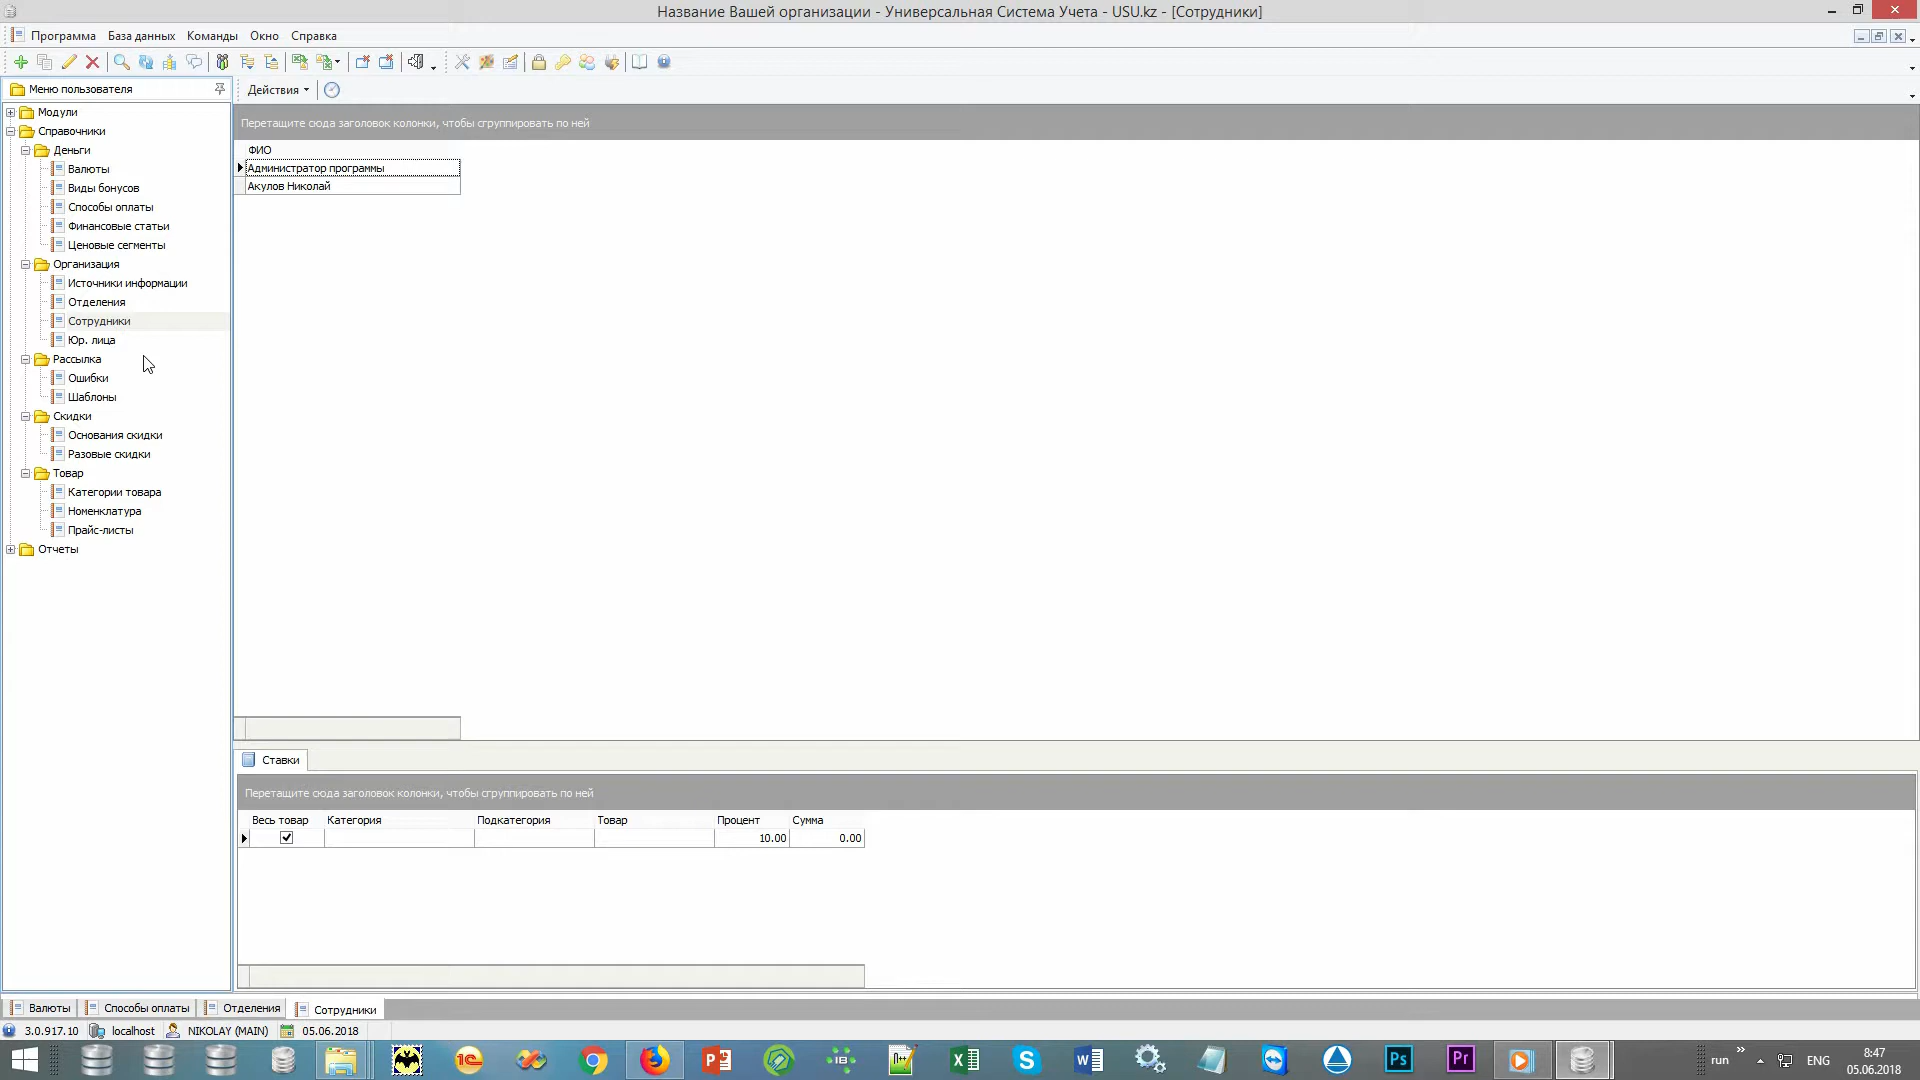 Название Вашей организации - Универсальная Система Учета - USU.kz - [Сотрудники]
Программа База данных Команды Окно Справка
Меню пользователя
Действия
Модули
Справочники
Деньги
Валюты
Виды бонусов
Способы оплаты
Финансовые статьи
Ценовые сегменты
Организация
Источники информации
Отделения
Сотрудники
Юр. лица
Рассылка
Ошибки
Шаблоны
Скидки
Основания скидки
Разовые скидки
Товар
Категории товара
Номенклатура
Прайс-листы
Отчеты
Перетащите сюда заголовок колонки, чтобы сгруппировать по ней
ФИО
Администратор программы
Акулов Николай
Ставки
Перетащите сюда заголовок колонки, чтобы сгруппировать по ней
Весь товар Категория Подкатегория Товар Процент Сумма
10.00 0.00
Валюты Способы оплаты Отделения Сотрудники
3.0.917.10 localhost NIKOLAY (MAIN) 05.06.2018
1C IB n++ X S W Ps Pr run » ENG 8:47
05.06.2018